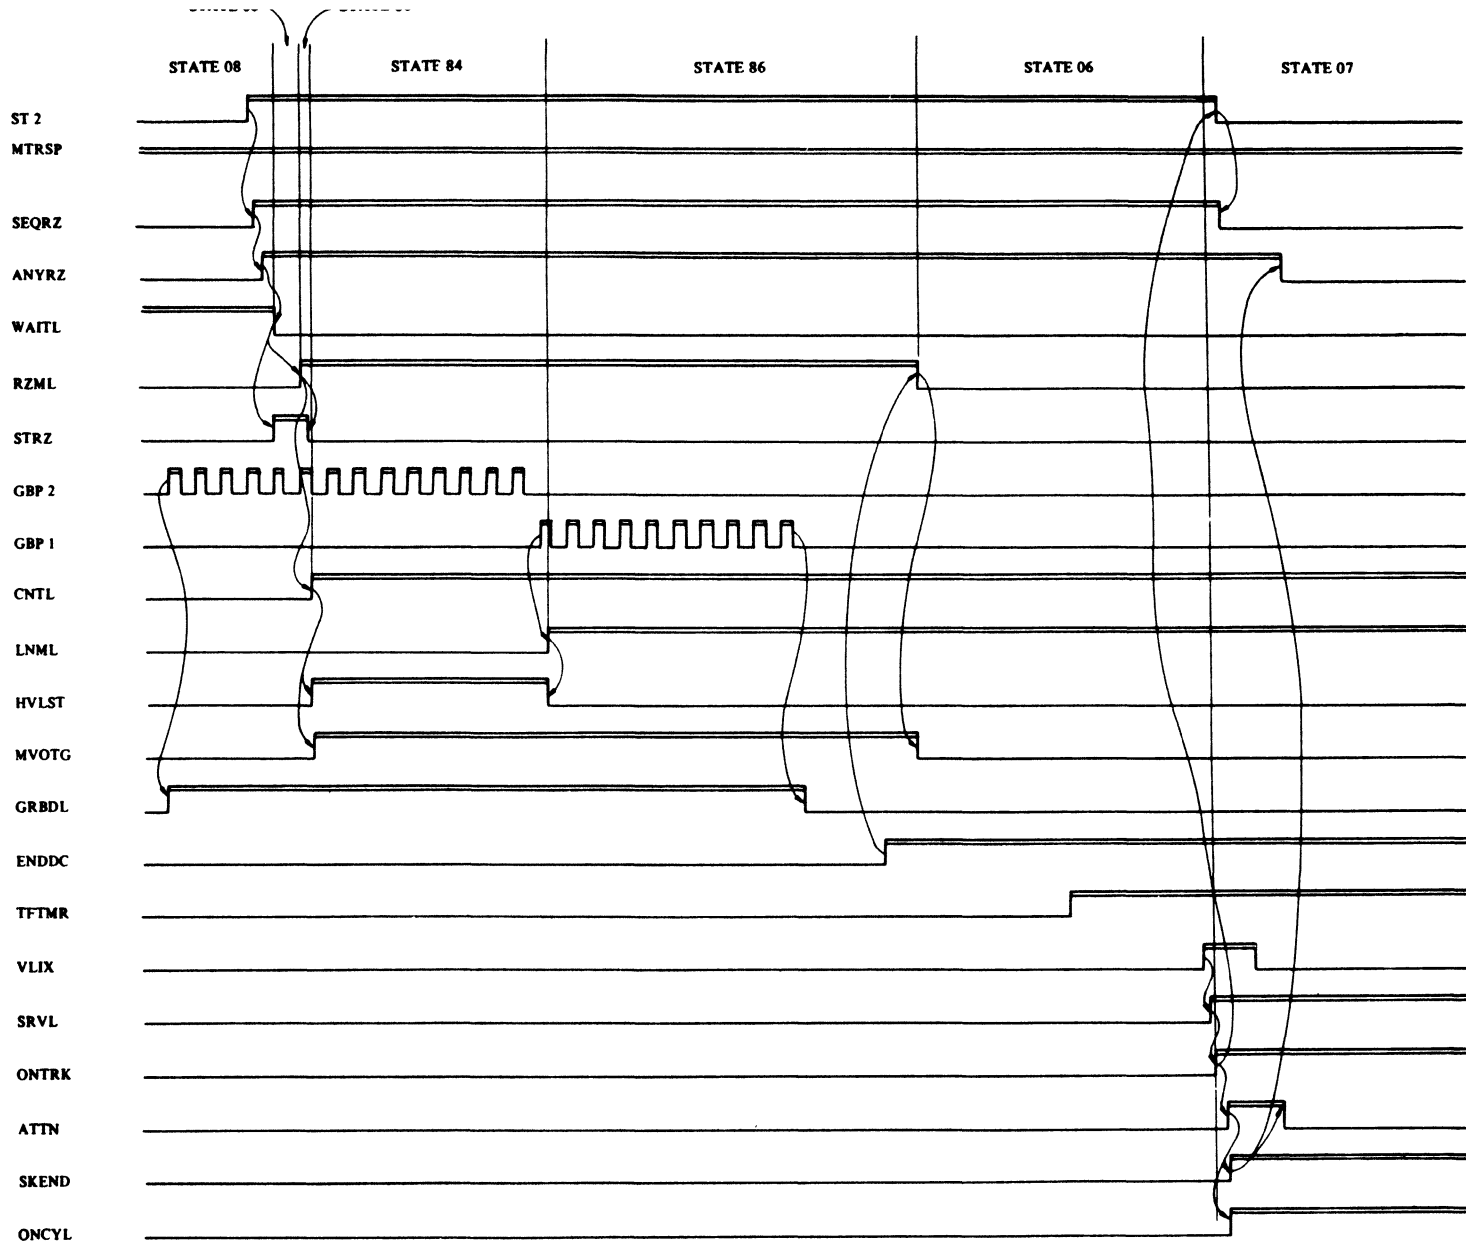 STATE 08 STATE 84 STATE 86 STATE 06 STATE 07
ST 2
MTRSP
SEQRZ
ANYRZ
WAITL
RZML
STRZ
GBP 2
GBP 1
CNTL
LNML
HVLST
MVOTG
GRBDL
ENDDC
TFTMR
VLIX
SRVL
ONTRK
ATTN
SKEND
ONCYL